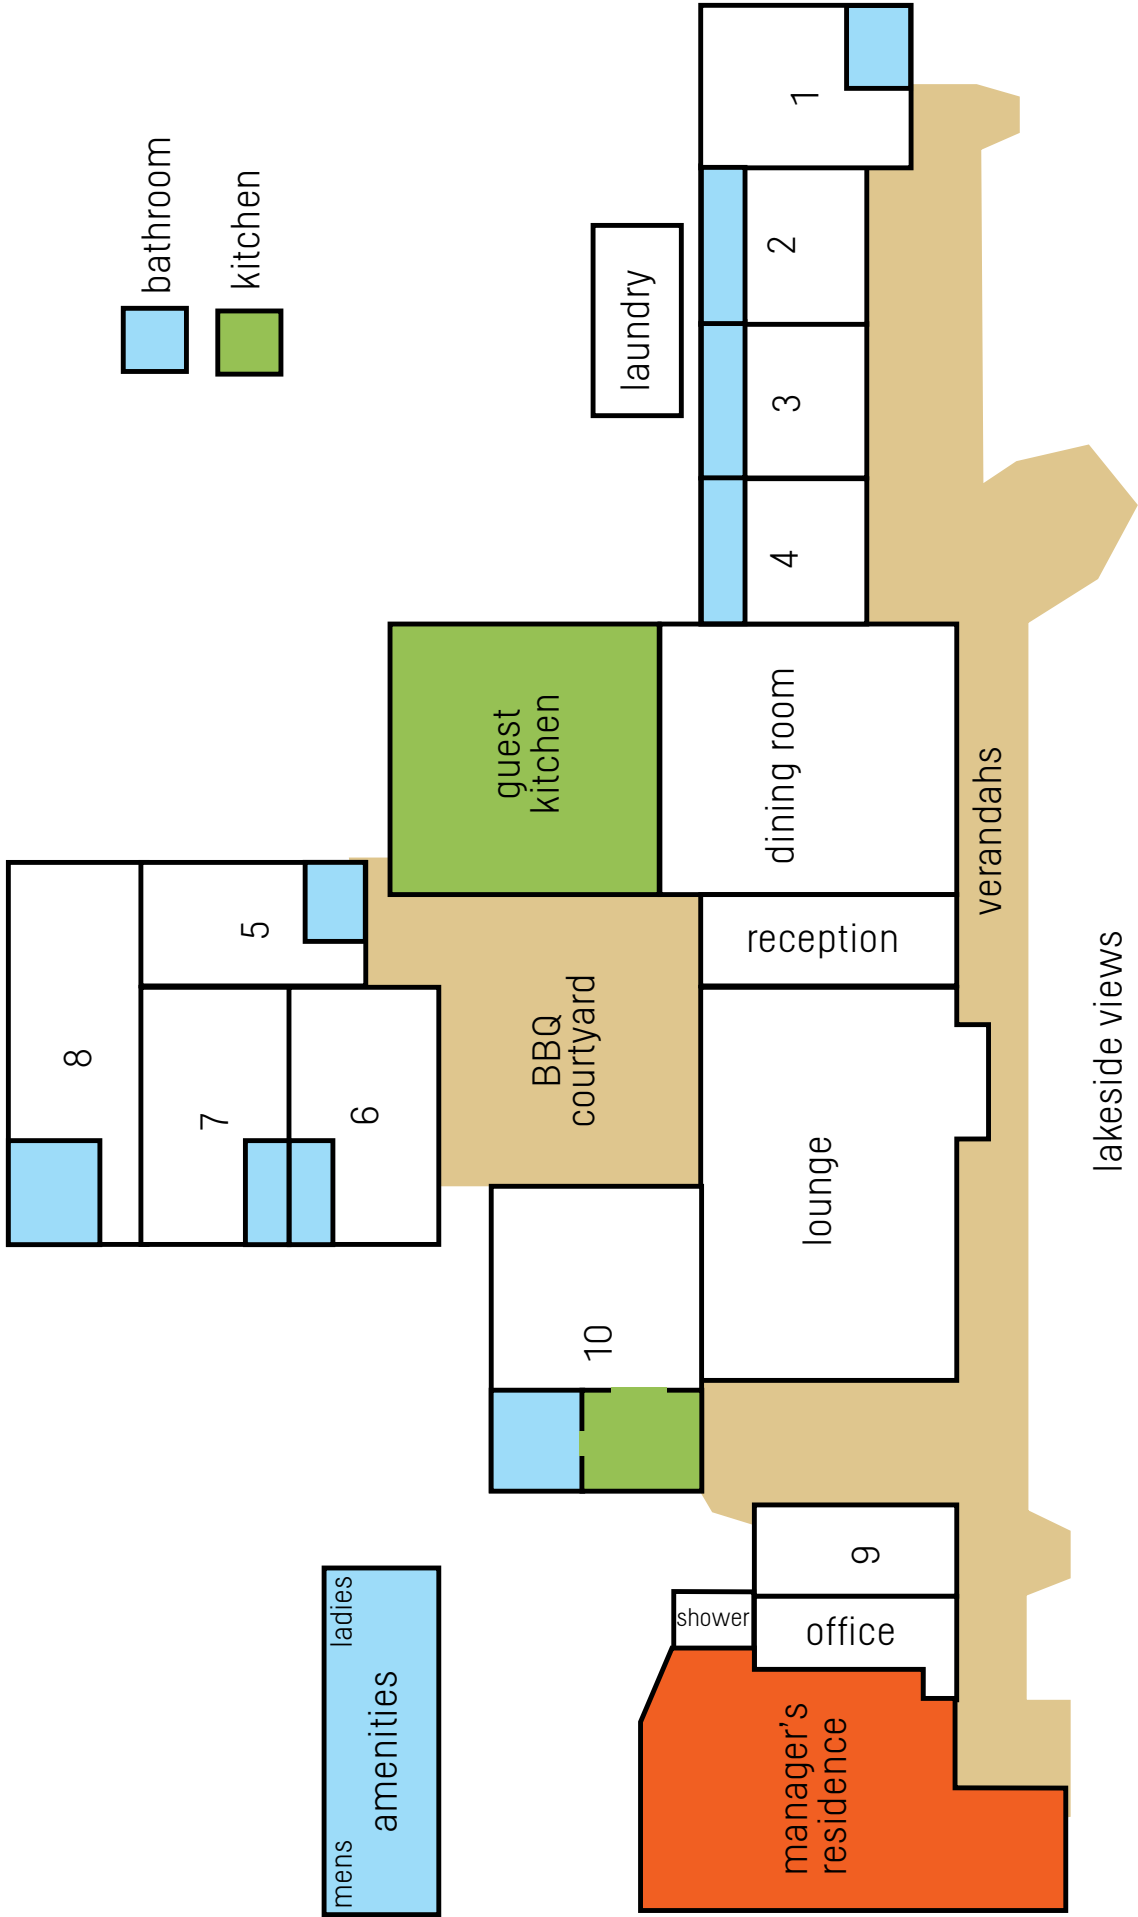 bathroom
kitchen
laundry
1
2
3
4
guest
kitchen
dining room
verandahs
reception
lakeside views
5
8
7
6
BBQ
courtyard
lounge
10
9
shower
office
ladies
amenities
mens
manager’s
residence